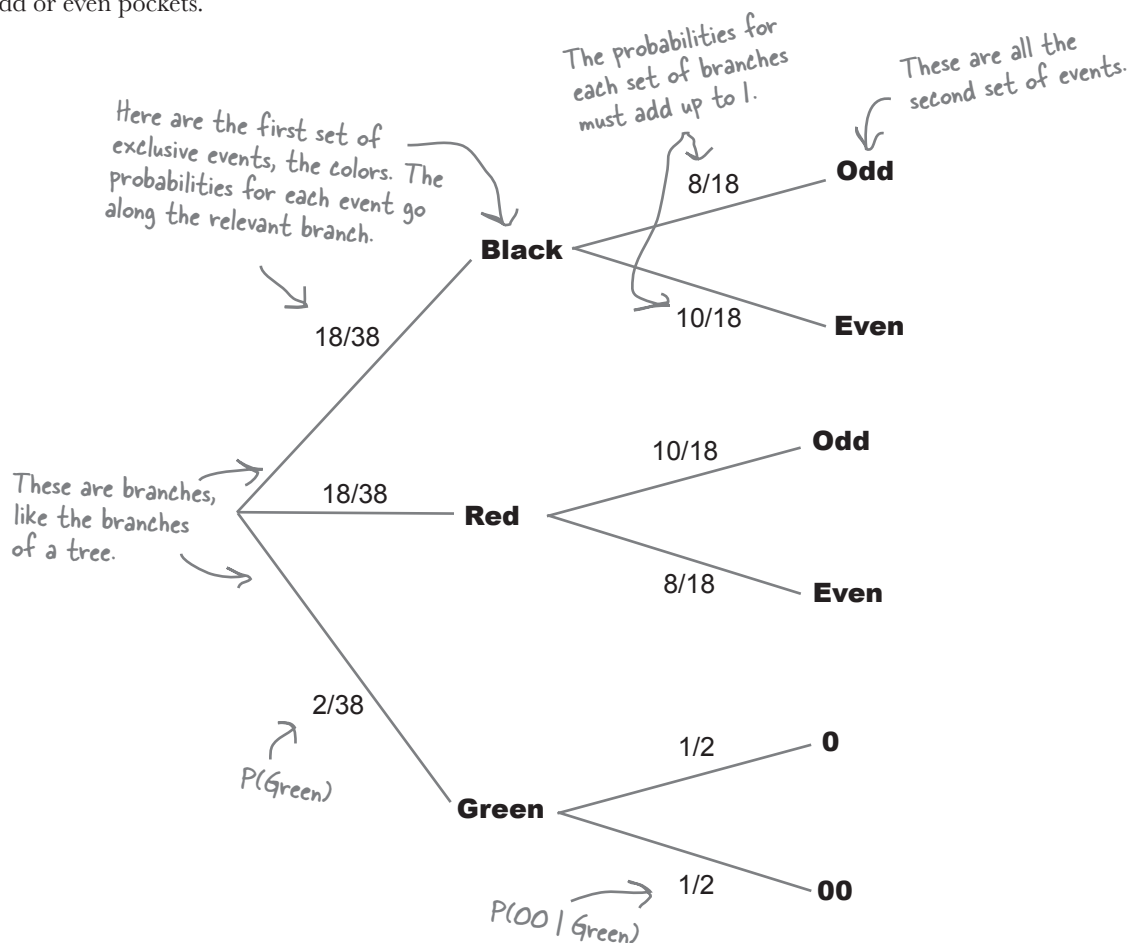 dd or even pockets.
The probabilities for
each set of branches
must add up to 1.
These are all the
second set of events.
Here are the first set of
exclusive events, the colors. The
probabilities for each event go
along the relevant branch.
8/18
Odd
Black
10/18
Even
18/38
These are branches,
like the branches
of a tree.
18/38
Red
10/18
Odd
8/18
Even
2/38
P(Green)
Green
1/2
0
1/2
00
P(00 | Green)